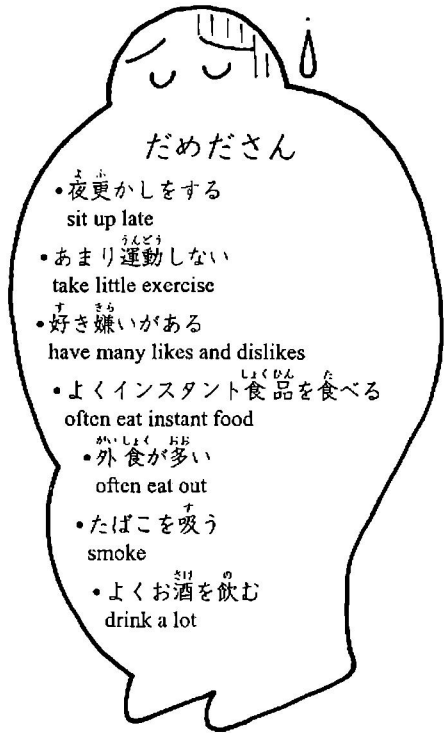 だめださん
・夜更かしをする
sit up late
・あまり運動しない
take little exercise
・好き嫌いがある
have many likes and dislikes
・よくインスタント食品を食べる
often eat instant food
・外食が多い
often eat out
・たばこを吸う
smoke
・よくお酒を飲む
drink a lot